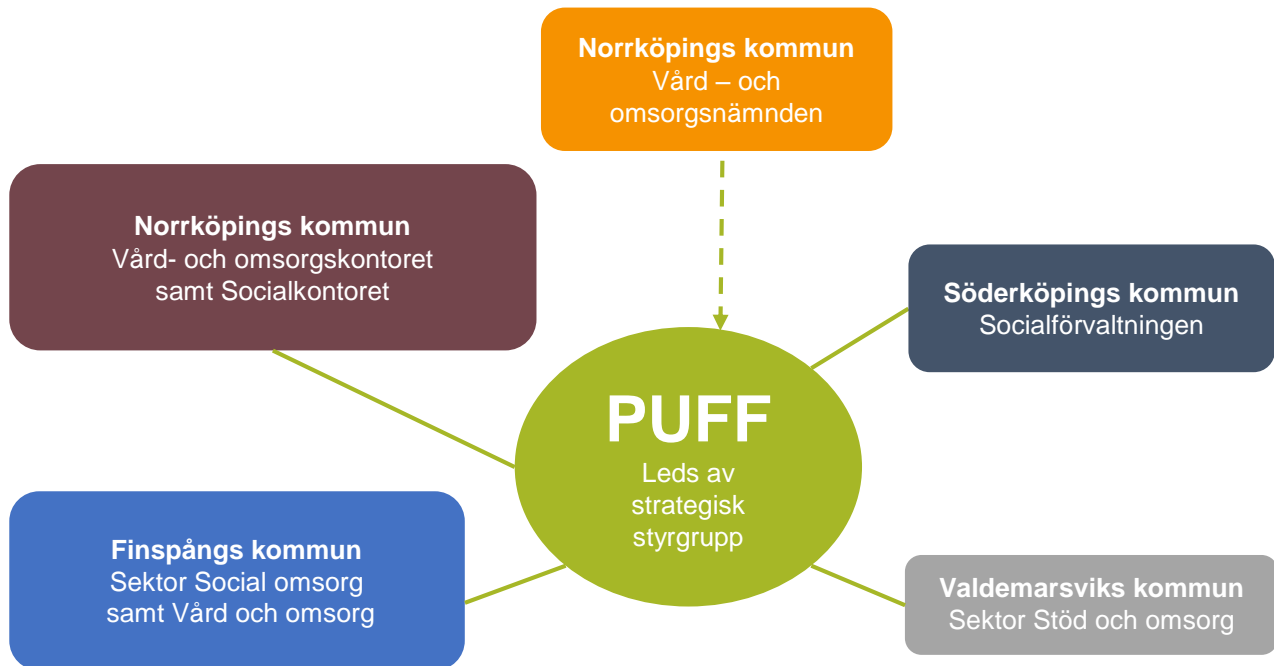 Norrköpings kommun
Vård – och
omsorgsnämnden
Norrköpings kommun
Vård- och omsorgskontoret
samt Socialkontoret
Söderköpings kommun
Socialförvaltningen
PUFF
Leds av
strategisk
styrgrupp
Finspångs kommun
Sektor Social omsorg
samt Vård och omsorg
Valdemarsviks kommun
Sektor Stöd och omsorg